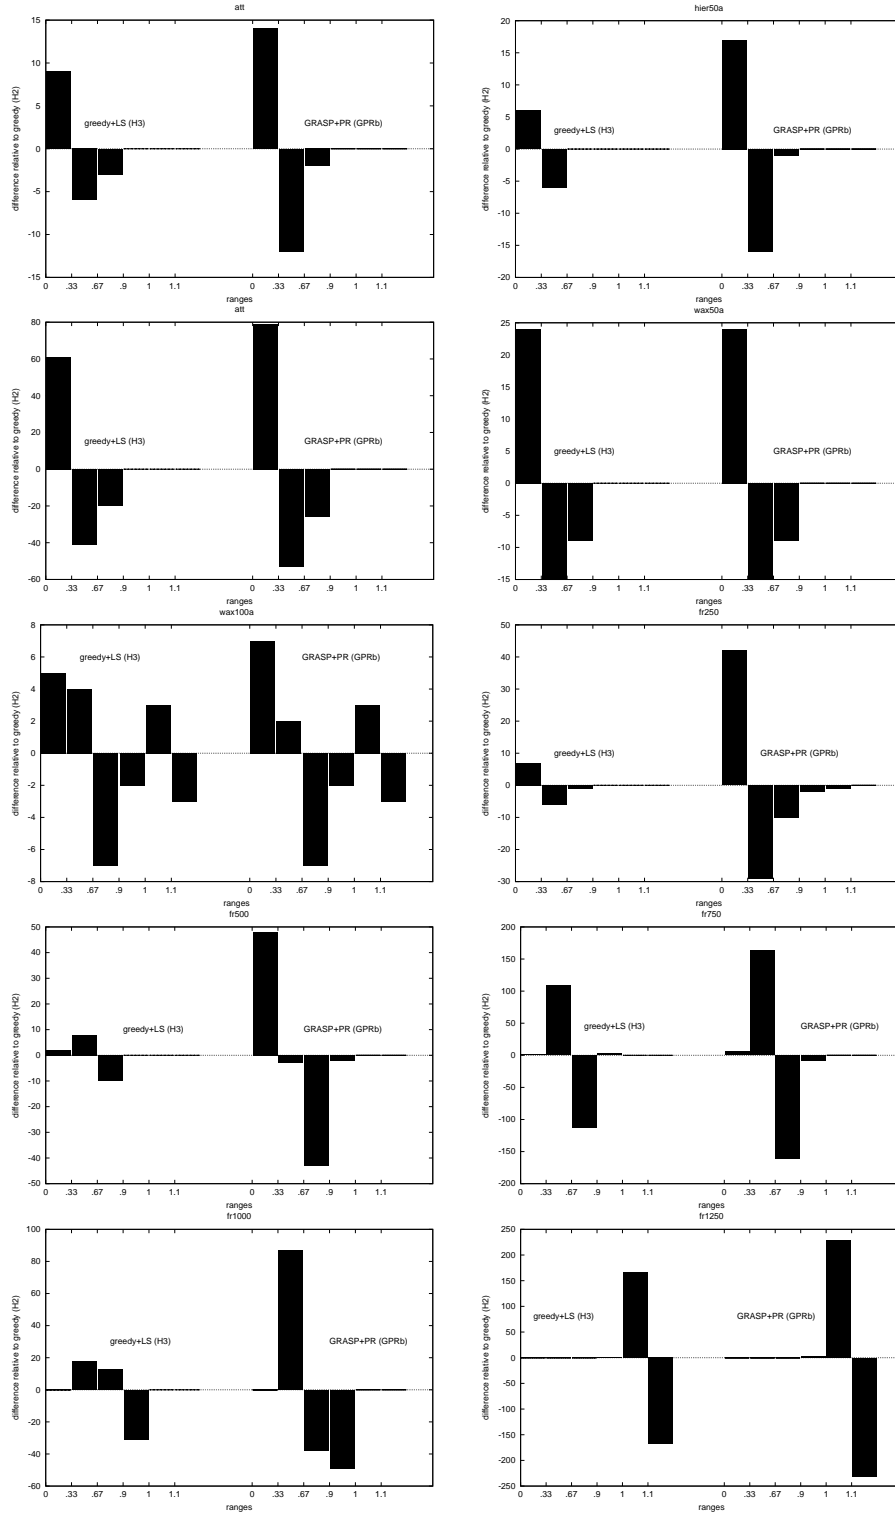 att
difference relative to greedy (H2)
15
10
5
0
-5
-10
-15
greedy+LS (H3)
GRASP+PR (GPRb)
0 .33 .67 .9 1 1.1 0 .33 .67 .9 1 1.1
ranges
hier50a
difference relative to greedy (H2)
20
15
10
5
0
-5
-10
-15
-20
greedy+LS (H3)
GRASP+PR (GPRb)
0 .33 .67 .9 1 1.1 0 .33 .67 .9 1 1.1
ranges
att
difference relative to greedy (H2)
80
60
40
20
0
-20
-40
-60
greedy+LS (H3)
GRASP+PR (GPRb)
0 .33 .67 .9 1 1.1 0 .33 .67 .9 1 1.1
ranges
wax50a
difference relative to greedy (H2)
25
20
15
10
5
0
-5
-10
-15
greedy+LS (H3)
GRASP+PR (GPRb)
0 .33 .67 .9 1 1.1 0 .33 .67 .9 1 1.1
ranges
wax100a
difference relative to greedy (H2)
8
6
4
2
0
-2
-4
-6
-8
greedy+LS (H3)
GRASP+PR (GPRb)
0 .33 .67 .9 1 1.1 0 .33 .67 .9 1 1.1
ranges
fr250
difference relative to greedy (H2)
50
40
30
20
10
0
-10
-20
-30
greedy+LS (H3)
GRASP+PR (GPRb)
0 .33 .67 .9 1 1.1 0 .33 .67 .9 1 1.1
ranges
fr500
difference relative to greedy (H2)
50
40
30
20
10
0
-10
-20
-30
-40
-50
greedy+LS (H3)
GRASP+PR (GPRb)
0 .33 .67 .9 1 1.1 0 .33 .67 .9 1 1.1
ranges
fr750
difference relative to greedy (H2)
200
150
100
50
0
-50
-100
-150
-200
greedy+LS (H3)
GRASP+PR (GPRb)
0 .33 .67 .9 1 1.1 0 .33 .67 .9 1 1.1
ranges
fr1000
difference relative to greedy (H2)
100
80
60
40
20
0
-20
-40
-60
greedy+LS (H3)
GRASP+PR (GPRb)
0 .33 .67 .9 1 1.1 0 .33 .67 .9 1 1.1
ranges
fr1250
difference relative to greedy (H2)
250
200
150
100
50
0
-50
-100
-150
-200
-250
greedy+LS (H3)
GRASP+PR (GPRb)
0 .33 .67 .9 1 1.1 0 .33 .67 .9 1 1.1
ranges